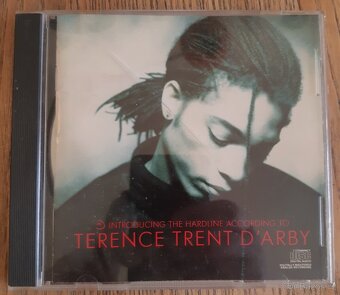 INTRODUCING THE HARDLINE ACCORDING TO
TERENCE TRENT D'ARBY